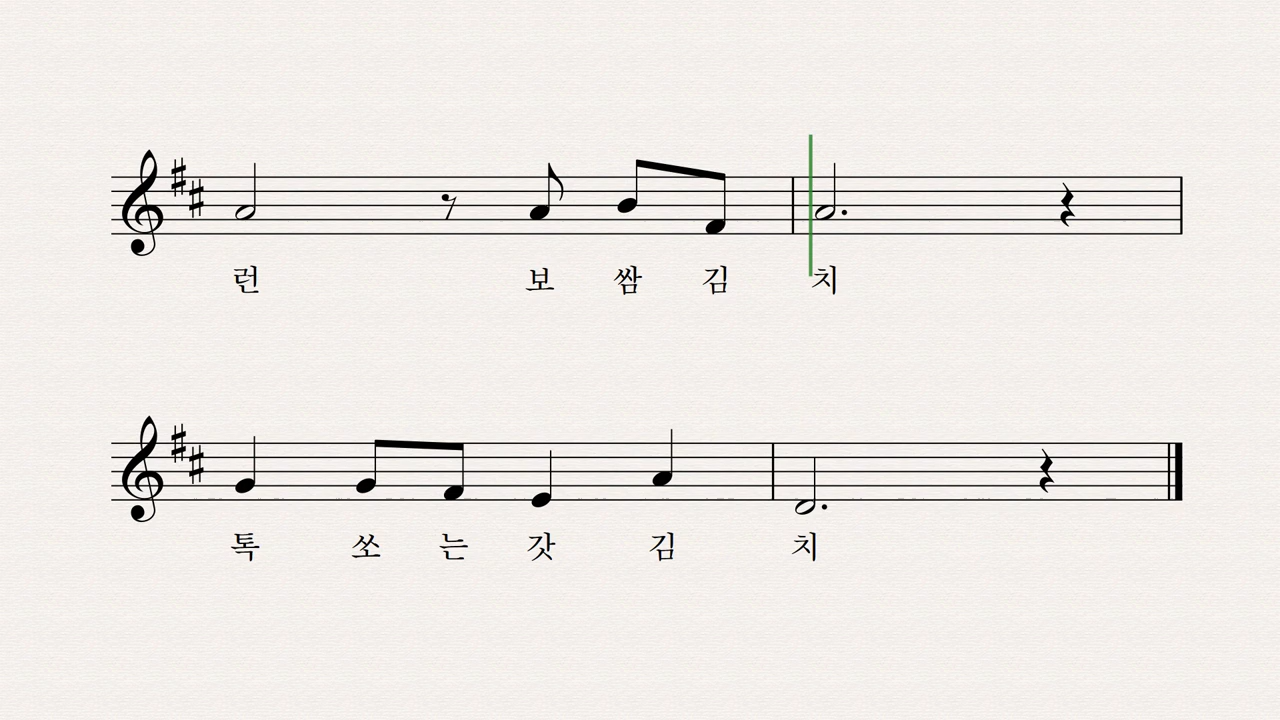 런 보 쌈 김 치
톡 쏘 는 갓 김 치